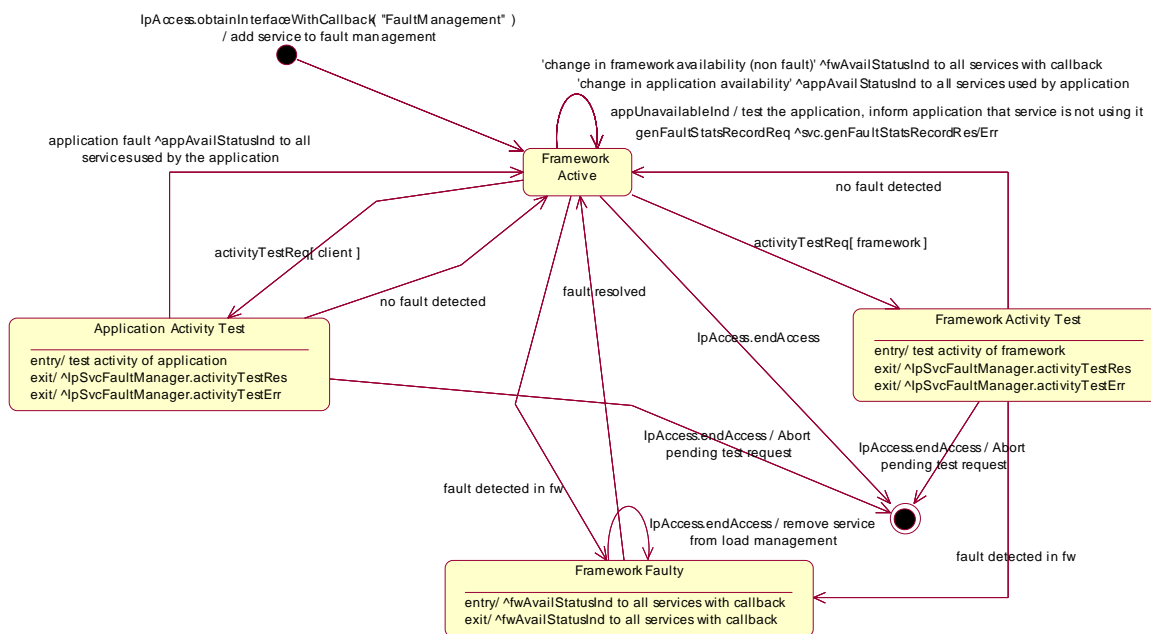 IpAccess.obtainInterfaceWithCallback( "FaultManagement" )
/ add service to fault management
'change in framework availability (non fault)' ^fwAvailStatusInd to all services with callback
'change in application availability' ^appAvailStatusInd to all services used by application
appUnavailableInd / test the application, inform application that service is not using it
genFaultStatsRecordReq ^svc.genFaultStatsRecordRes/Err
application fault ^appAvailStatusInd to all
services used by the application
Framework
Active
no fault detected
activityTestReq[ client ]
activityTestReq[ framework ]
no fault detected
fault resolved
IpAccess.endAccess
Application Activity Test
entry/ test activity of application
exit/ ^IpSvcFaultManager.activityTestRes
exit/ ^IpSvcFaultManager.activityTestErr
Framework Activity Test
entry/ test activity of framework
exit/ ^IpSvcFaultManager.activityTestRes
exit/ ^IpSvcFaultManager.activityTestErr
IpAccess.endAccess / Abort
pending test request
IpAccess.endAccess / Abort
pending test request
fault detected in fw
IpAccess.endAccess / remove service
from load management
fault detected in fw
Framework Faulty
entry/ ^fwAvailStatusInd to all services with callback
exit/ ^fwAvailStatusInd to all services with callback